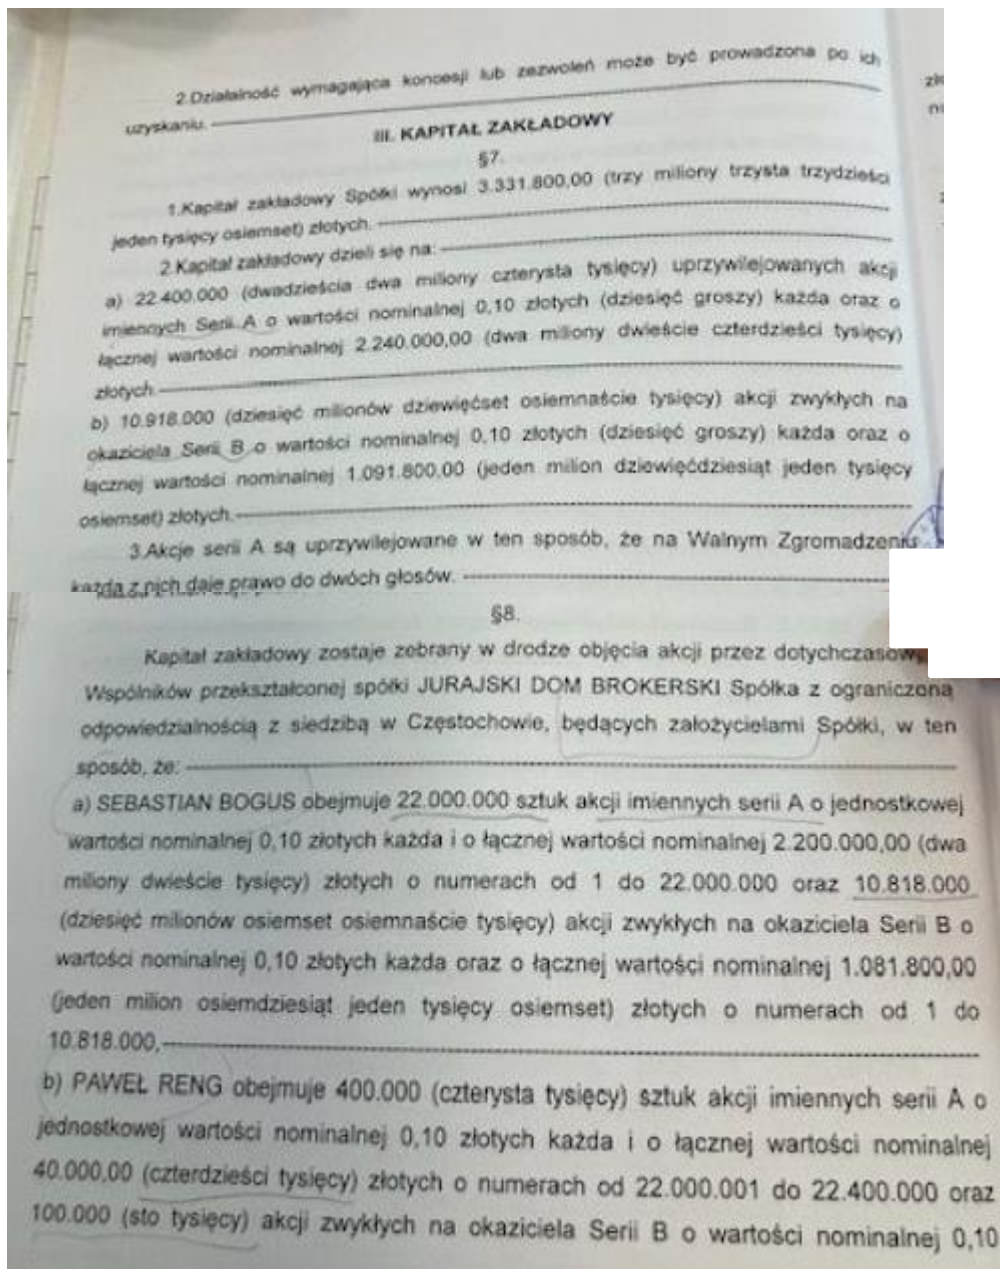 2.Działalność wymagająca koncesji lub zezwoleń może być prowadzona po ich
uzyskaniu.
III. KAPITAŁ ZAKŁADOWY
§7.
1.Kapitał zakładowy Spółki wynosi 3.331.800,00 (trzy miliony trzysta trzydzieści
jeden tysięcy osiemset) złotych.
2.Kapitał zakładowy dzieli się na:
a) 22.400.000 (dwadzieścia dwa miliony czterysta tysięcy) uprzywilejowanych akcji
imiennych Serii A o wartości nominalnej 0,10 złotych (dziesięć groszy) każda oraz o
łącznej wartości nominalnej 2.240.000,00 (dwa miliony dwieście czterdzieści tysięcy)
złotych.
b) 10.918.000 (dziesięć milionów dziewięćset osiemnaście tysięcy) akcji zwykłych na
okaziciela Serii B o wartości nominalnej 0,10 złotych (dziesięć groszy) każda oraz o
łącznej wartości nominalnej 1.091.800,00 (jeden milion dziewięćdziesiąt jeden tysięcy
osiemset) złotych.
3.Akcje serii A są uprzywilejowane w ten sposób, że na Walnym Zgromadzeniu
każda z nich daje prawo do dwóch głosów.
§8.
Kapitał zakładowy zostaje zebrany w drodze objęcia akcji przez
Wspólników przekształconej spółki JURAJSKI DOM BROKERSKI Spółka z ograniczoną
odpowiedzialnością z siedzibą w Częstochowie, będących założycielami Spółki, w ten
sposób, że:
a) SEBASTIAN BOGUS obejmuje 22.000.000 sztuk akcji imiennych serii A o jednostkowej
wartości nominalnej 0,10 złotych każda i o łącznej wartości nominalnej 2.200.000,00 (dwa
miliony dwieście tysięcy) złotych o numerach od 1 do 22.000.000 oraz 10.818.000
(dziesięć milionów osiemset osiemnaście tysięcy) akcji zwykłych na okaziciela Serii B o
wartości nominalnej 0,10 złotych każda oraz o łącznej wartości nominalnej 1.081.800,00
(jeden milion osiemdziesiąt jeden tysięcy osiemset) złotych o numerach od 1 do
10.818.000,
b) PAWEŁ RENG obejmuje 400.000 (czterysta tysięcy) sztuk akcji imiennych serii A o
jednostkowej wartości nominalnej 0,10 złotych każda i o łącznej wartości nominalnej
40.000,00 (czterdzieści tysięcy) złotych o numerach od 22.000.001 do 22.400.000 oraz
100.000 (sto tysięcy) akcji zwykłych na okaziciela Serii B o wartości nominalnej 0,10